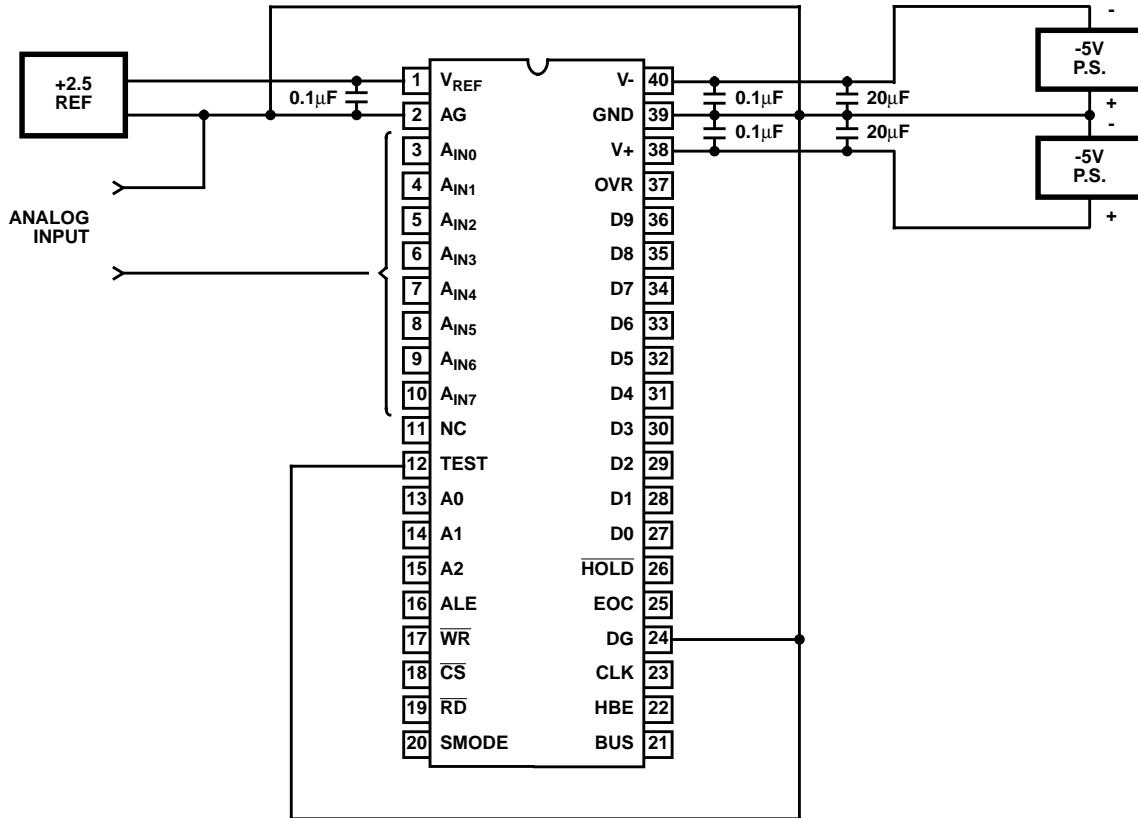 +2.5
REF
ANALOG
INPUT
0.1μF
1 VREF
2 AG
3 AIN0
4 AIN1
5 AIN2
6 AIN3
7 AIN4
8 AIN5
9 AIN6
10 AIN7
11 NC
12 TEST
13 A0
14 A1
15 A2
16 ALE
17 W̅R̅
18 C̅S̅
19 R̅D̅
20 SMODE
V- 40
GND 39
V+ 38
OVR 37
D9 36
D8 35
D7 34
D6 33
D5 32
D4 31
D3 30
D2 29
D1 28
D0 27
H̅O̅L̅D̅ 26
EOC 25
DG 24
CLK 23
HBE 22
BUS 21
0.1μF 20μF
0.1μF 20μF
-
-5V
P.S.
+
-
-5V
P.S.
+